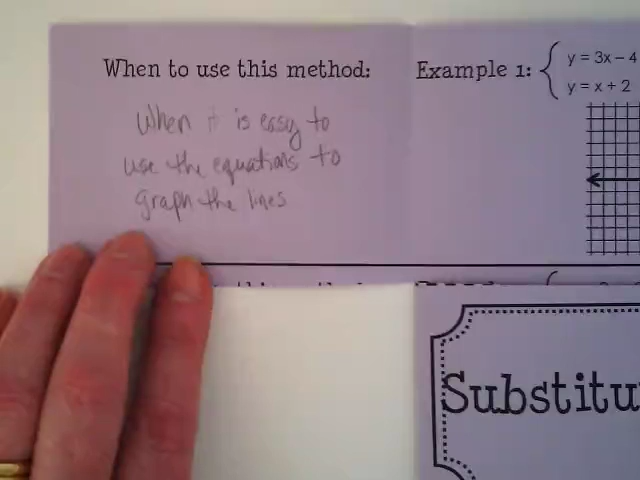 When to use this method:
When it is easy to
use the equations to
graph the lines
Example 1:
y = 3x – 4
y = x + 2
Substitu